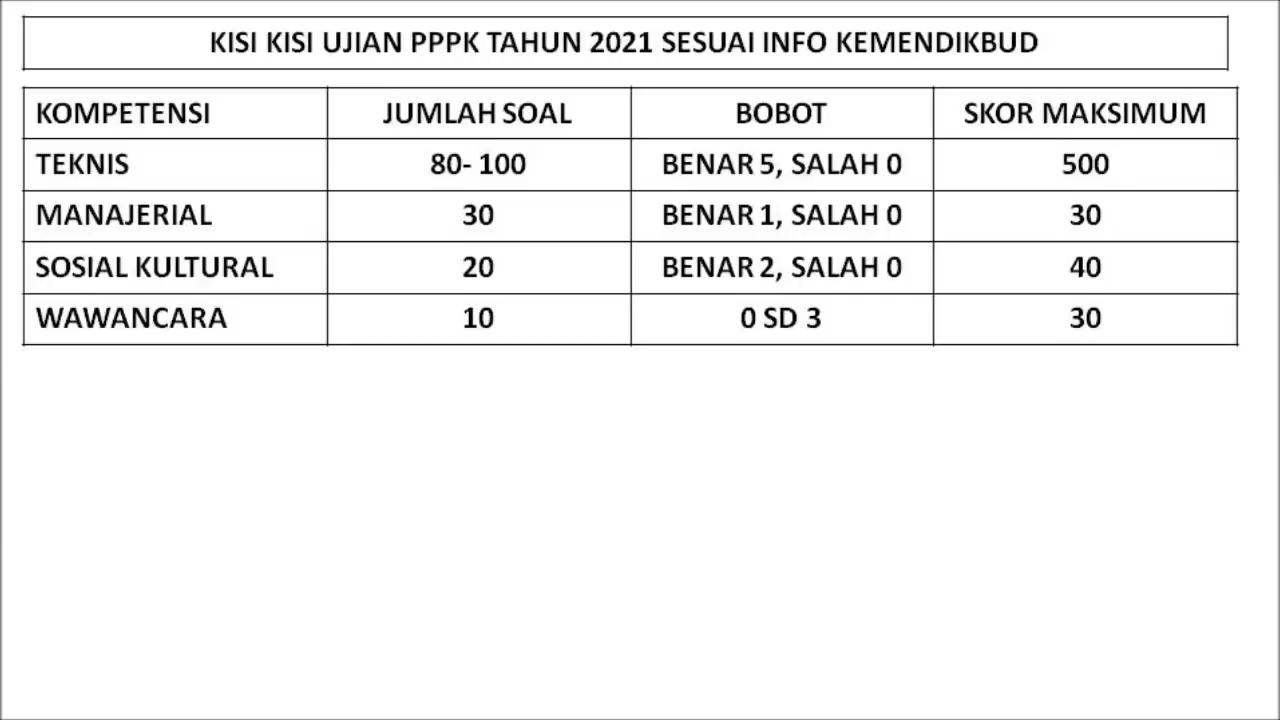 KISI KISI UJIAN PPPK TAHUN 2021 SESUAI INFO KEMENDIKBUD
KOMPETENSI JUMLAH SOAL BOBOT SKOR MAKSIMUM
TEKNIS 80- 100 BENAR 5, SALAH 0 500
MANAJERIAL 30 BENAR 1, SALAH 0 30
SOSIAL KULTURAL 20 BENAR 2, SALAH 0 40
WAWANCARA 10 0 SD 3 30